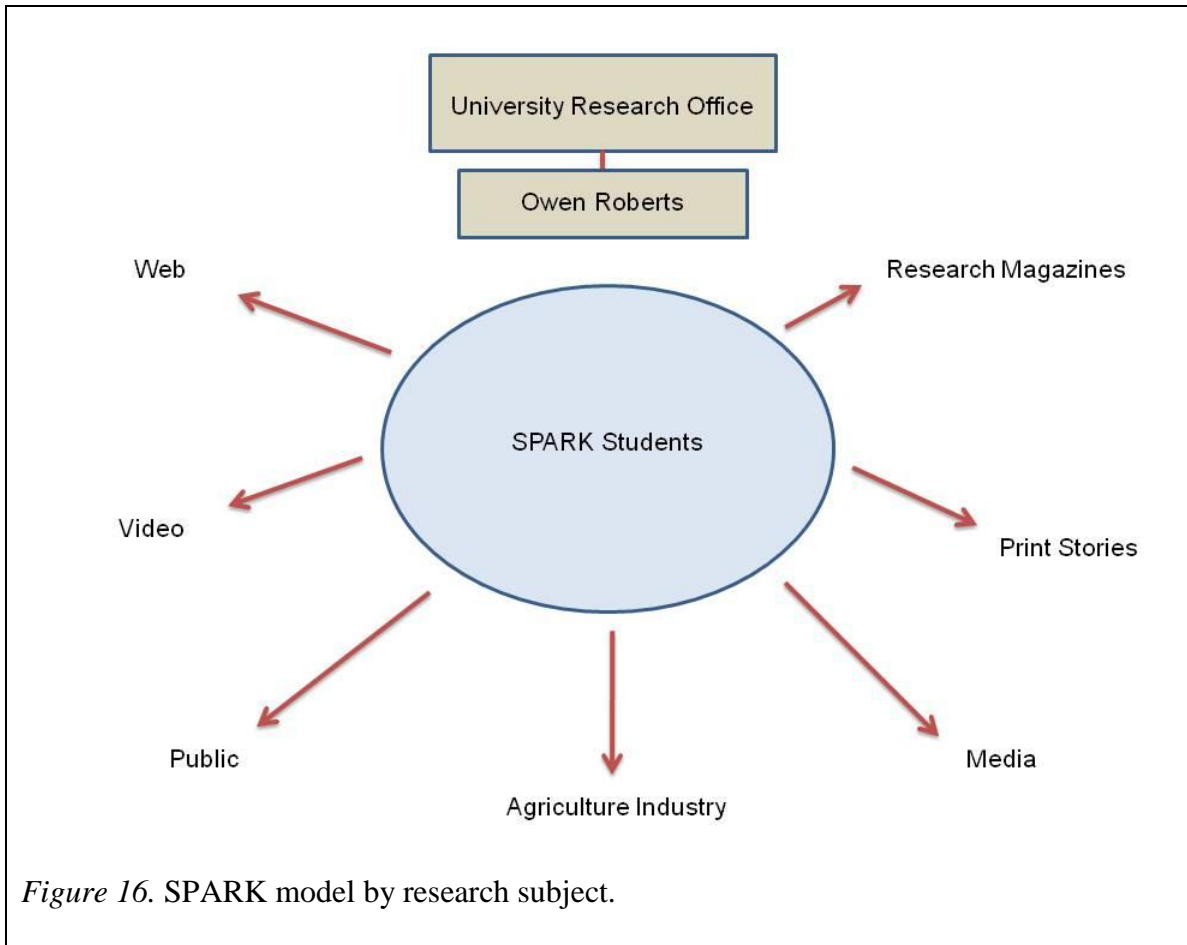 University Research Office
Owen Roberts
Web
Research Magazines
SPARK Students
Video
Print Stories
Public
Media
Agriculture Industry
Figure 16. SPARK model by research subject.